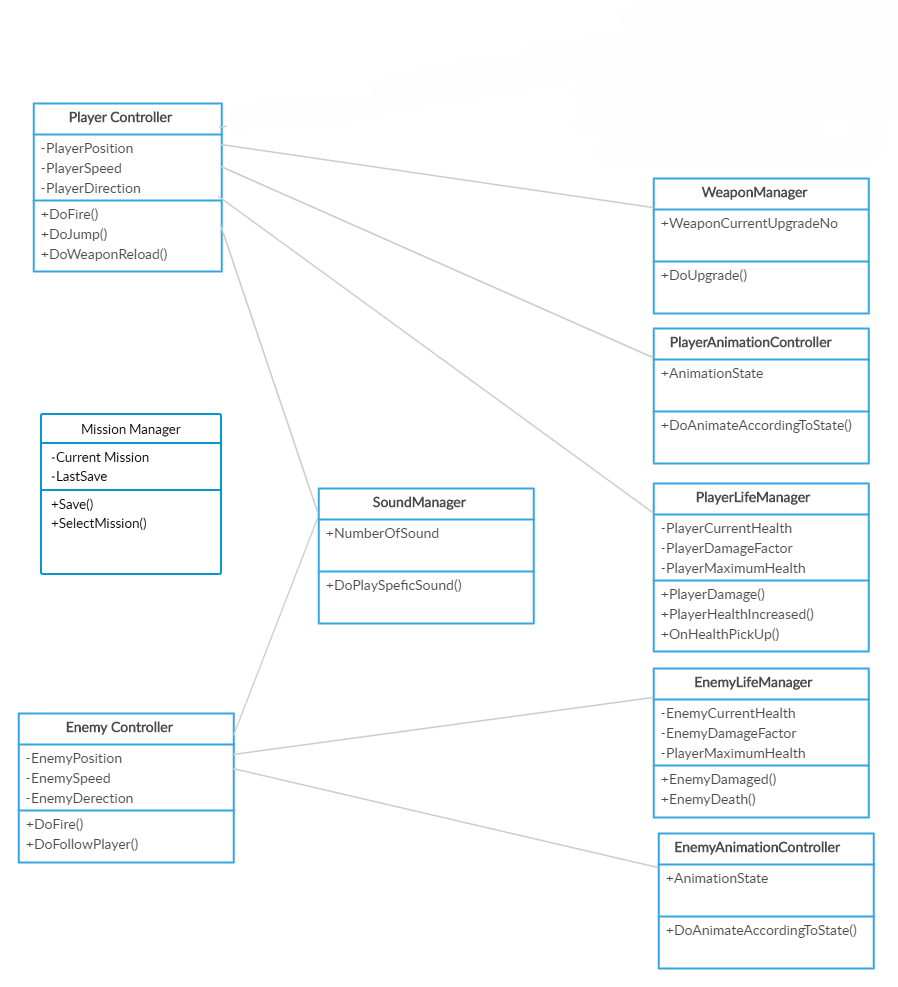 Player Controller
-PlayerPosition
-PlayerSpeed
-PlayerDirection
+DoFire()
+DoJump()
+DoWeaponReload()
WeaponManager
+WeaponCurrentUpgradeNo
+DoUpgrade()
PlayerAnimationController
+AnimationState
+DoAnimateAccordingToState()
Mission Manager
-Current Mission
-LastSave
+Save()
+SelectMission()
SoundManager
+NumberOfSound
+DoPlaySpeficSound()
PlayerLifeManager
-PlayerCurrentHealth
-PlayerDamageFactor
-PlayerMaximumHealth
+PlayerDamage()
+PlayerHealthIncreased()
+OnHealthPickUp()
EnemyLifeManager
-EnemyCurrentHealth
-EnemyDamageFactor
-PlayerMaximumHealth
+EnemyDamaged()
+EnemyDeath()
Enemy Controller
-EnemyPosition
-EnemySpeed
-EnemyDerection
+DoFire()
+DoFollowPlayer()
EnemyAnimationController
+AnimationState
+DoAnimateAccordingToState()